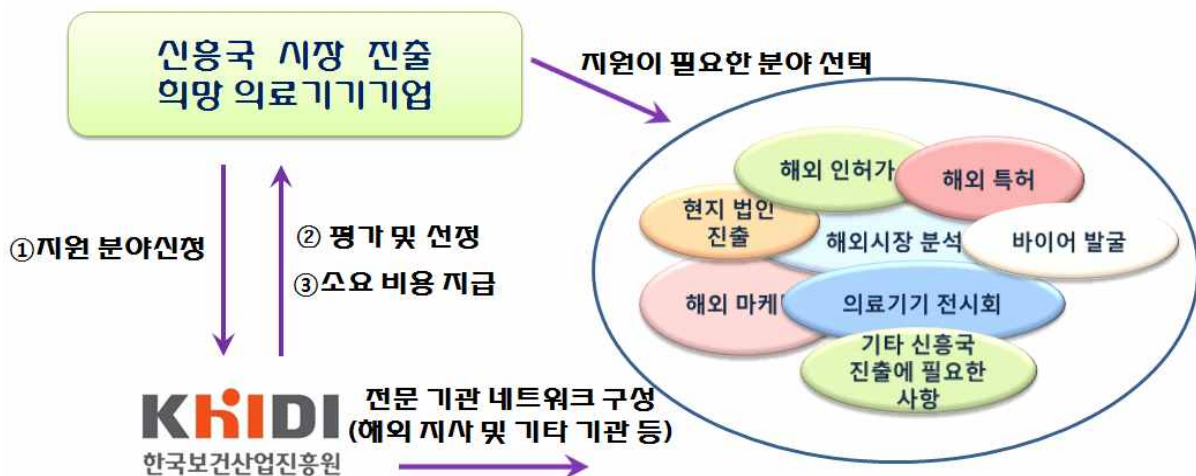 신흥국 시장 진출
희망 의료기기기업
지원이 필요한 분야 선택
해외 인허가
해외 특허
현지 법인
진출
해외시장 분석
바이어 발굴
해외
의료기기 전시회
기타 신흥국
진출에 필요한
사항
①지원 분야신청
② 평가 및 선정
③소요 비용 지급
KHIDI
한국보건산업진흥원
전문 기관 네트워크 구성
(해외 지사 및 기타 기관 등)